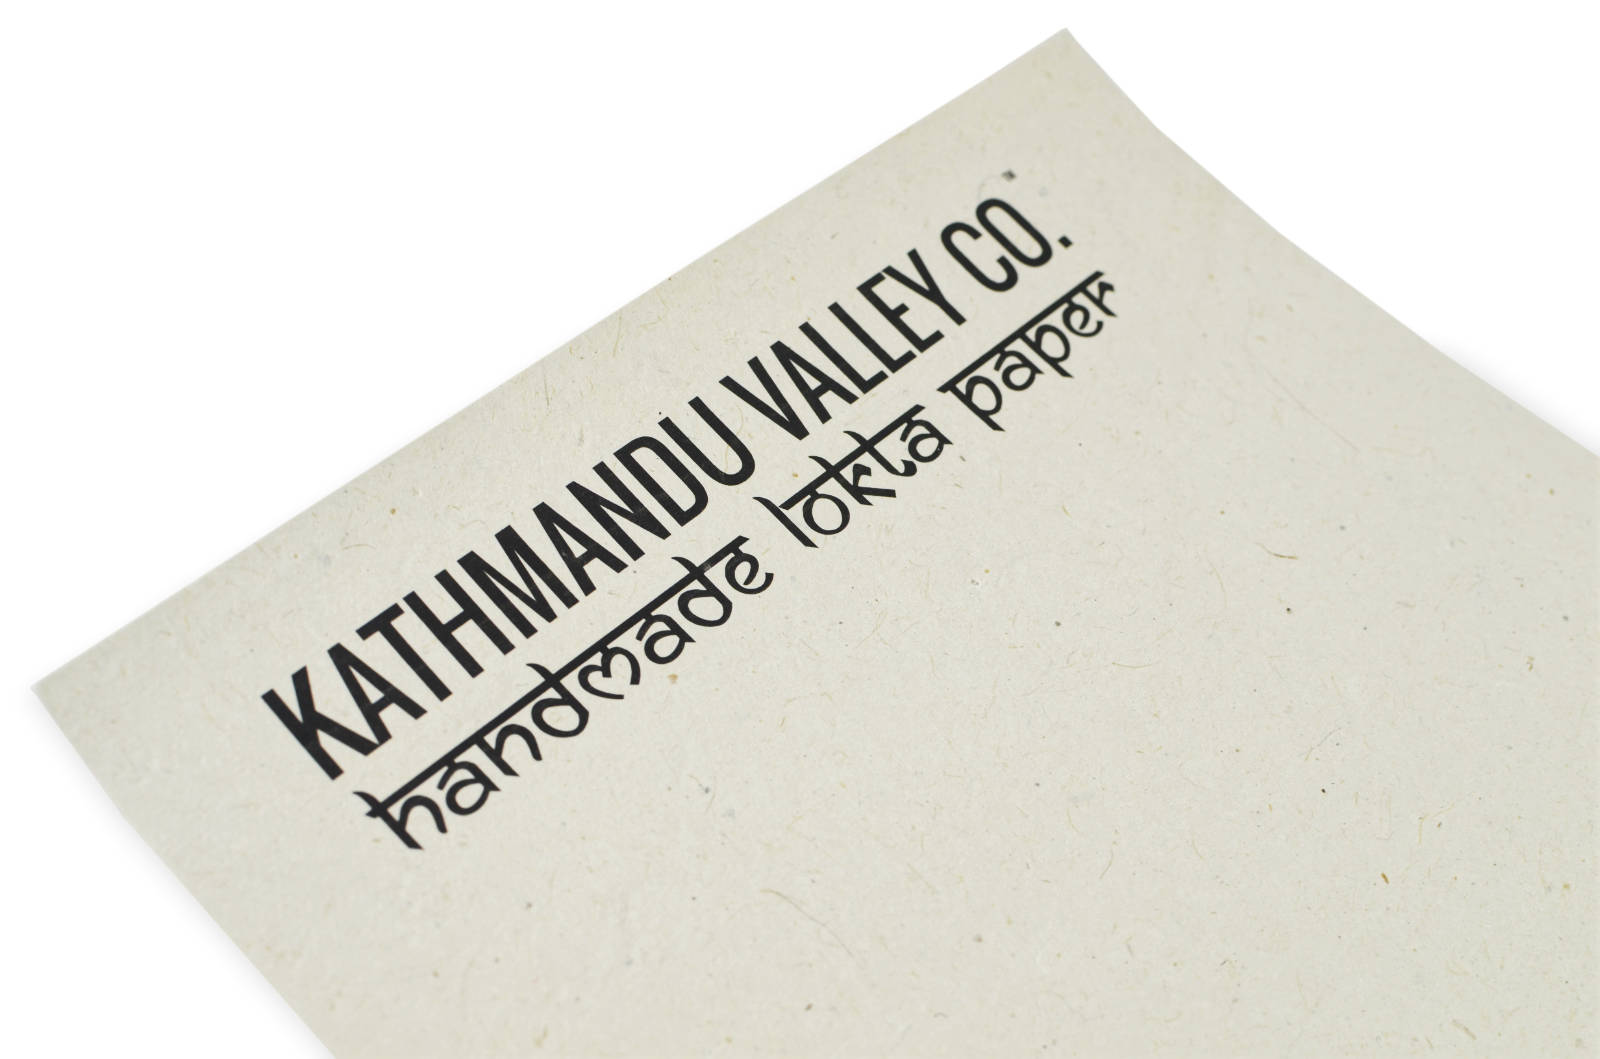 KATHMANDU VALLEY CO.
handmade lokta paper